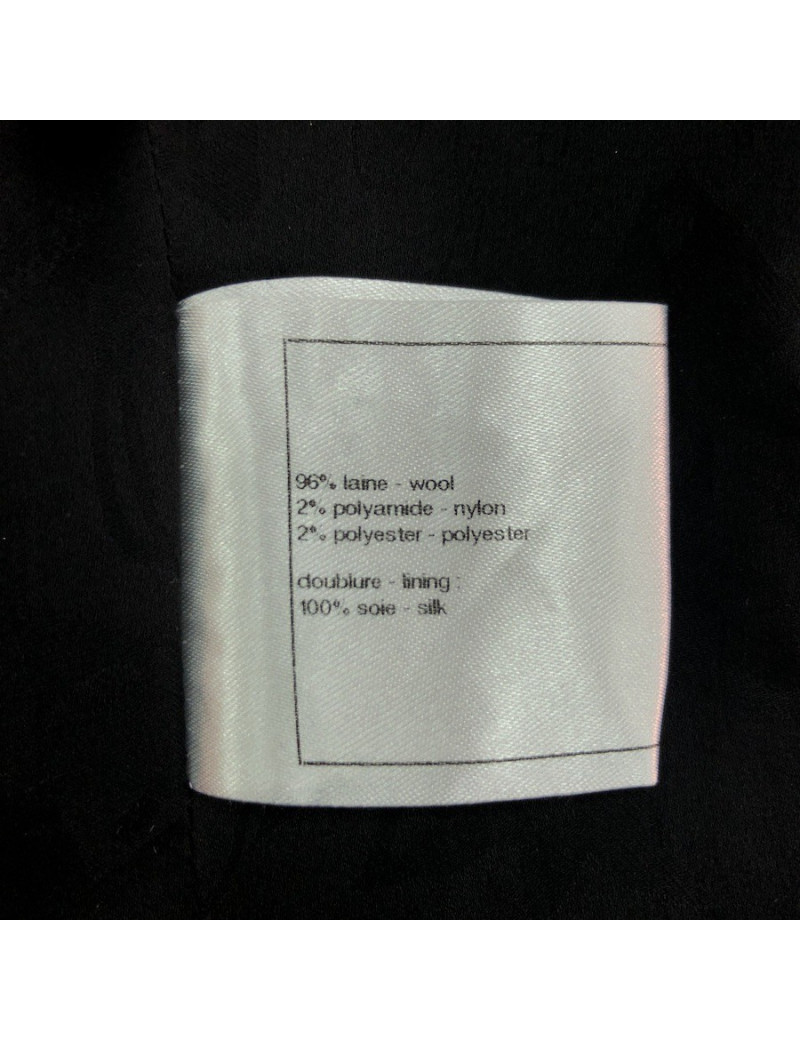 96% laine - wool
2% polyamide - nylon
2% polyester - polyester
doublure - lining :
100% soie - silk